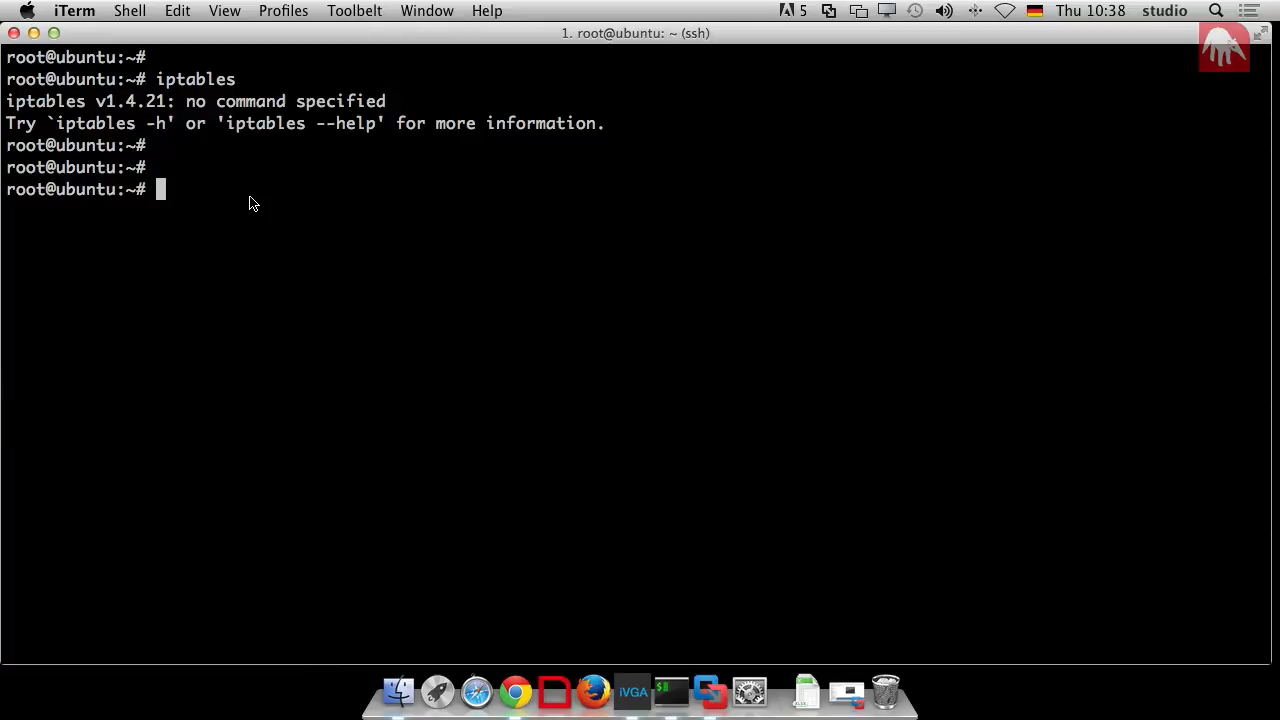 iTerm Shell Edit View Profiles Toolbelt Window Help 5 Thu 10:38 studio
1. root@ubuntu: ~ (ssh)
root@ubuntu:~#
root@ubuntu:~# iptables
iptables v1.4.21: no command specified
Try `iptables -h' or 'iptables --help' for more information.
root@ubuntu:~#
root@ubuntu:~#
root@ubuntu:~#
iVGA